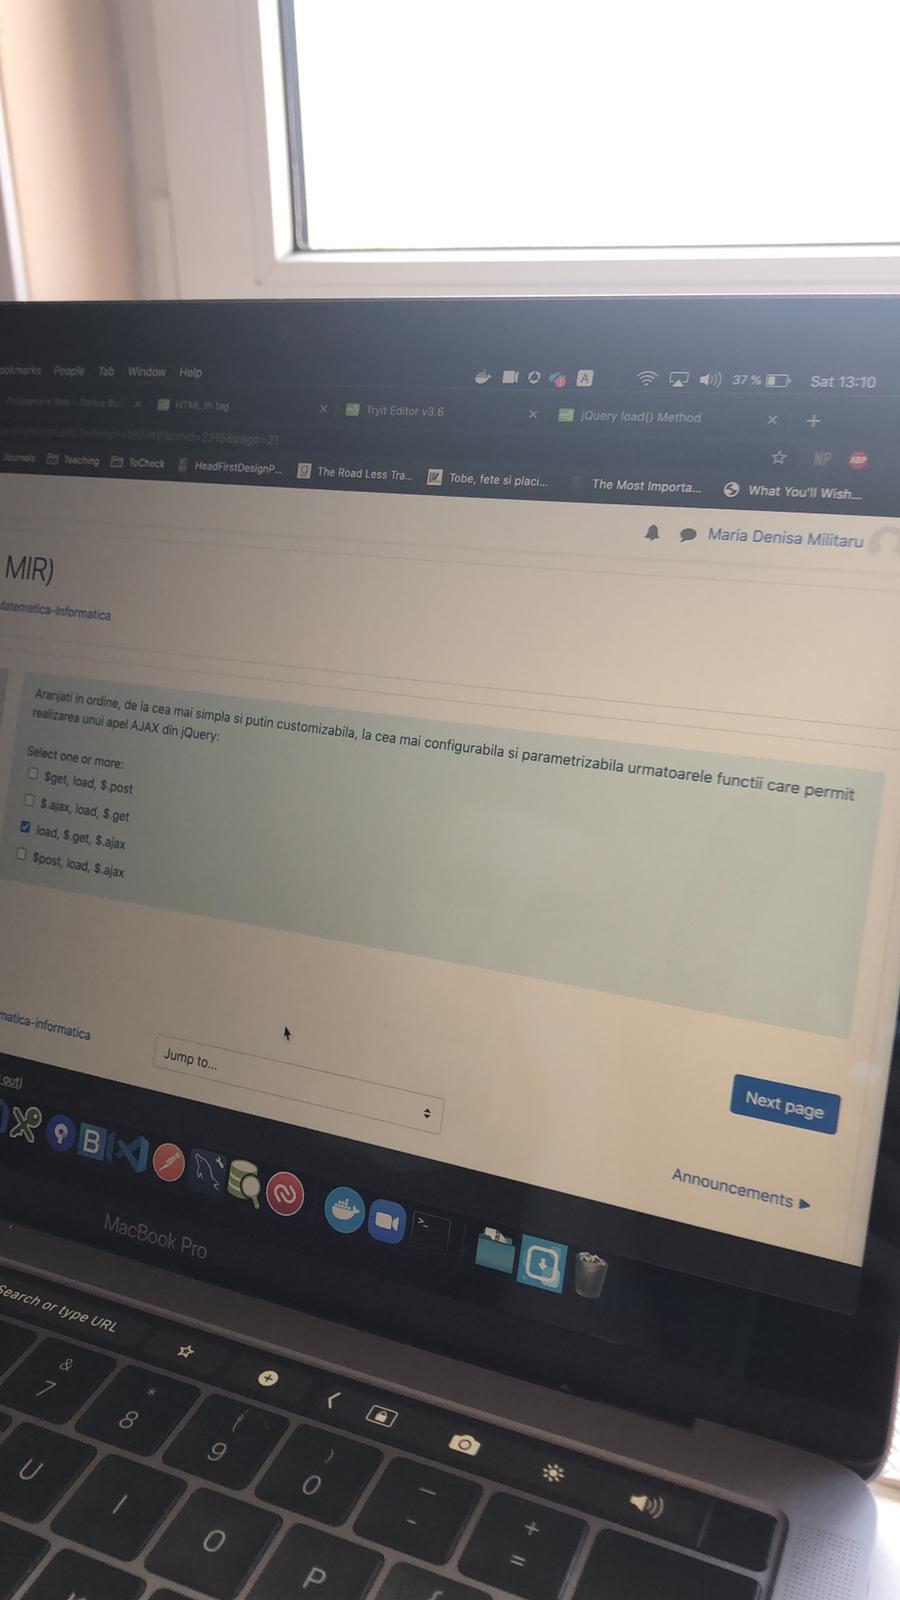 ookmarks People Tab Window Help
37 % Sat 13:10
Programare Web - Darius Bu HTML th tag Tryit Editor v3.6 jQuery load() Method
Journals Teaching ToCheck HeadFirstDesignP... The Road Less Tra... Tobe, fete si placi... The Most Importa... What You'll Wish...
NP ABP
Maria Denisa Militaru
MIR)
Matematica-Informatica
Aranjati in ordine, de la cea mai simpla si putin customizabila, la cea mai configurabila si parametrizabila urmatoarele functii care permit
realizarea unui apel AJAX din jQuery:
Select one or more:
$get, load, $.post
$.ajax, load, $.get
load, $.get, $.ajax
$post, load, $.ajax
matica-informatica
Jump to...
Next page
out)
Announcements ►
MacBook Pro
Search or type URL
& 7
* 8
( 9
) 0
— -
+ =
U
I
O
P